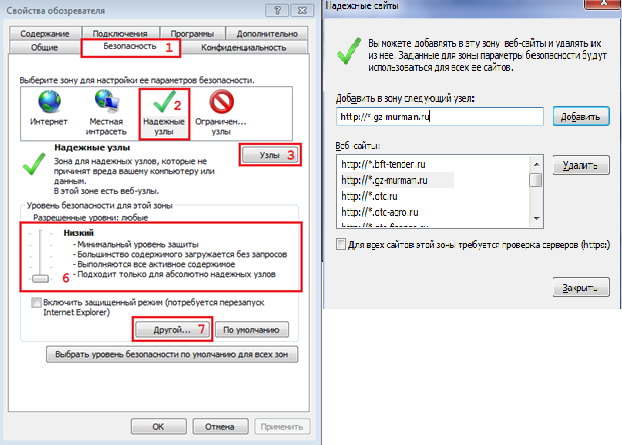 Свойства обозревателя
Содержание Подключения Программы Дополнительно
Общие Безопасность 1 Конфиденциальность
Выберите зону для настройки ее параметров безопасности.
2
Интернет Местная интрасеть Надежные узлы Ограничен... узлы
Надежные узлы
Узлы 3
Зона для надежных узлов, которые не
причинят вреда вашему компьютеру или
данным.
В этой зоне есть веб-узлы.
Уровень безопасности для этой зоны
Разрешенные уровни: любые
Низкий
- Минимальный уровень защиты
- Большинство содержимого загружается без запросов
- Выполняются все активное содержимое
- Подходит только для абсолютно надежных узлов
6
Включить защищенный режим (потребуется перезапуск
Internet Explorer)
Другой... 7 По умолчанию
Выбрать уровень безопасности по умолчанию для всех зон
ОК Отмена Применить
Надежные сайты
Вы можете добавлять в эту зону веб-сайты и удалять их
из нее. Заданные для зоны параметры безопасности будут
использоваться для всех ее сайтов.
Добавить в зону следующий узел:
http://*.gz-murman.ru Добавить
Веб-сайты:
http://*.bft-tender.ru Удалить
http://*.gz-murman.ru
http://*.otc.ru
http://*.otc-agro.ru
Для всех сайтов этой зоны требуется проверка серверов (https:)
Закрыть